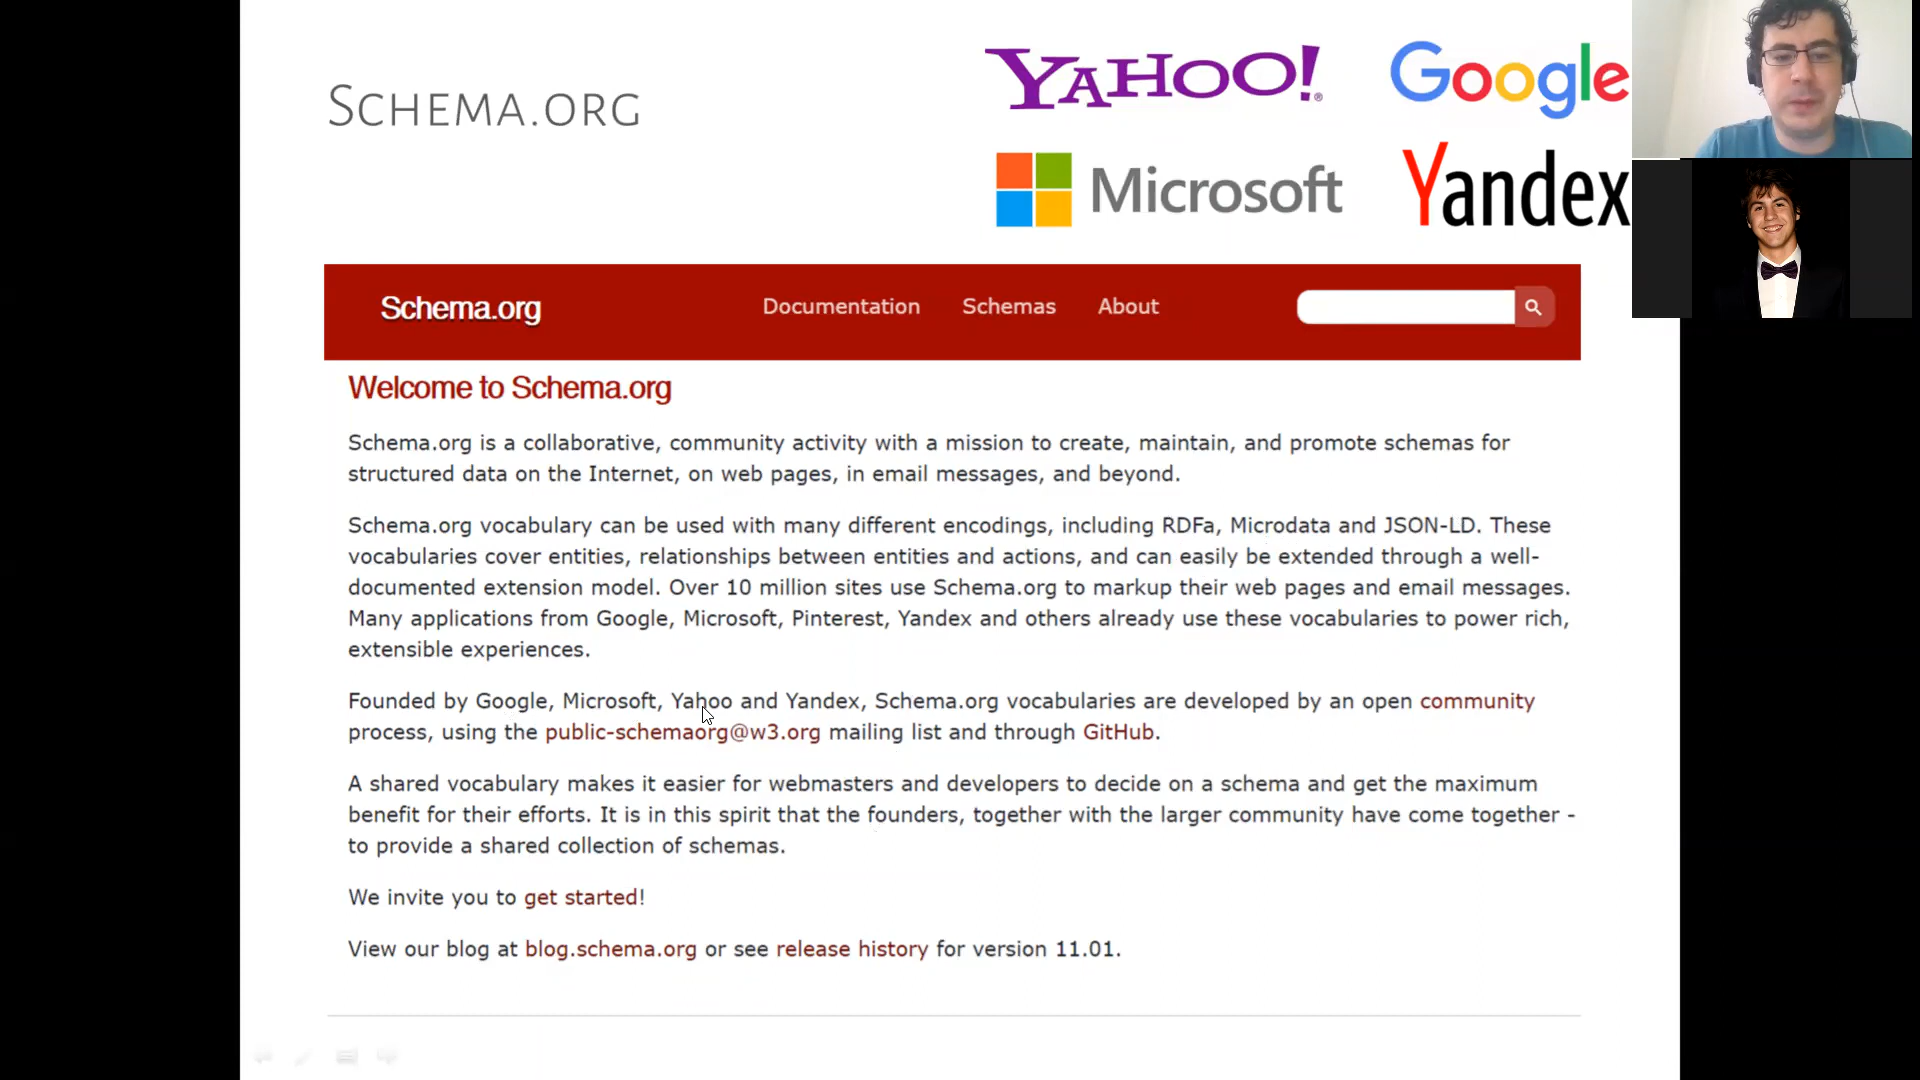 SCHEMA.ORG
YAHOO!
Google
Microsoft
Yandex
Schema.org
Documentation
Schemas
About
Welcome to Schema.org
Schema.org is a collaborative, community activity with a mission to create, maintain, and promote schemas for
structured data on the Internet, on web pages, in email messages, and beyond.
Schema.org vocabulary can be used with many different encodings, including RDFa, Microdata and JSON-LD. These
vocabularies cover entities, relationships between entities and actions, and can easily be extended through a well-
documented extension model. Over 10 million sites use Schema.org to markup their web pages and email messages.
Many applications from Google, Microsoft, Pinterest, Yandex and others already use these vocabularies to power rich,
extensible experiences.
Founded by Google, Microsoft, Yahoo and Yandex, Schema.org vocabularies are developed by an open community
process, using the public-schemaorg@w3.org mailing list and through GitHub.
A shared vocabulary makes it easier for webmasters and developers to decide on a schema and get the maximum
benefit for their efforts. It is in this spirit that the founders, together with the larger community have come together -
to provide a shared collection of schemas.
We invite you to get started!
View our blog at blog.schema.org or see release history for version 11.01.